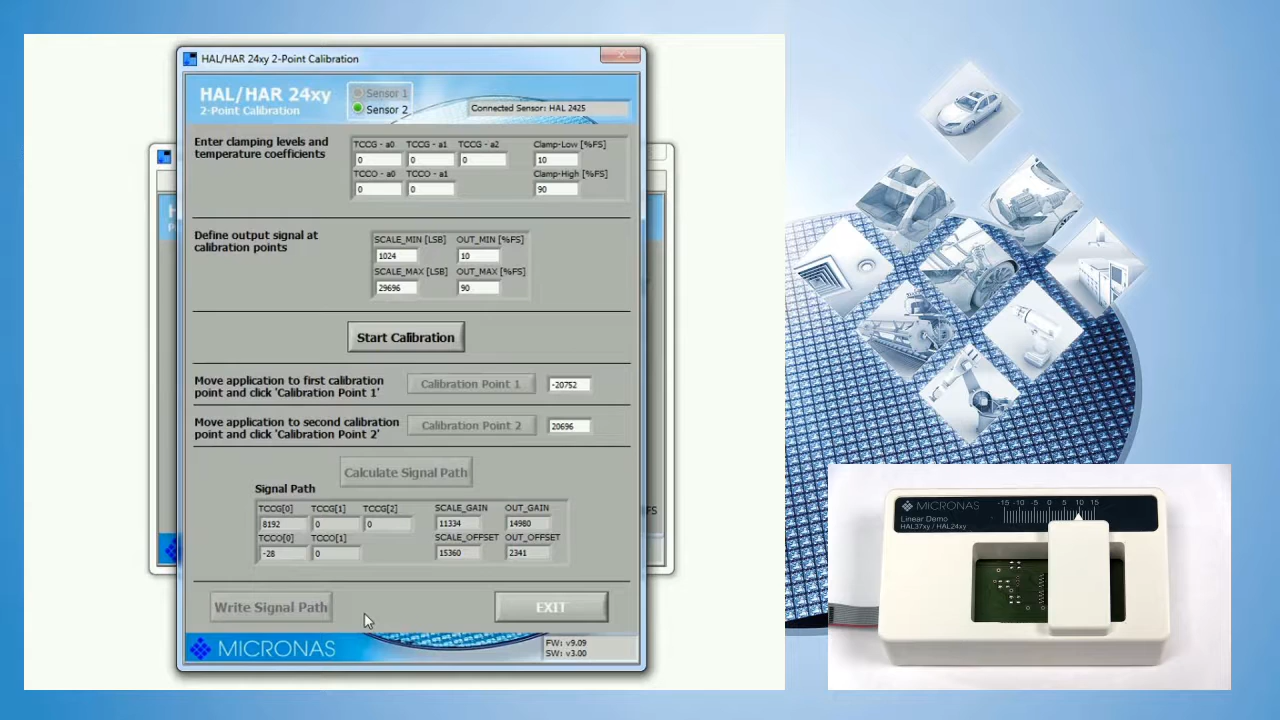 HAL/HAR 24xy 2-Point Calibration
HAL/HAR 24xy
2-Point Calibration
Sensor 1
Sensor 2
Connected Sensor: HAL 2425
Enter clamping levels and
temperature coefficients
TCCG - a0 TCCG - a1 TCCG - a2 Clamp-Low [%FS]
0 0 0 10
TCCO - a0 TCCO - a1 Clamp-High [%FS]
0 0 90
Define output signal at
calibration points
SCALE_MIN [LSB] OUT_MIN [%FS]
1024 10
SCALE_MAX [LSB] OUT_MAX [%FS]
29696 90
Start Calibration
Move application to first calibration
point and click 'Calibration Point 1'
Calibration Point 1
-20752
Move application to second calibration
point and click 'Calibration Point 2'
Calibration Point 2
20696
Calculate Signal Path
Signal Path
TCCG[0] TCCG[1] TCCG[2] SCALE_GAIN OUT_GAIN
8192 0 0 11334 14980
TCCO[0] TCCO[1] SCALE_OFFSET OUT_OFFSET
-28 0 15360 2341
FS
Write Signal Path
EXIT
MICRONAS
FW: v9.09
SW: v3.00
MICRONAS
Linear Demo
HAL37xy / HAL24xy
-15 -10 -5 0 5 10 15